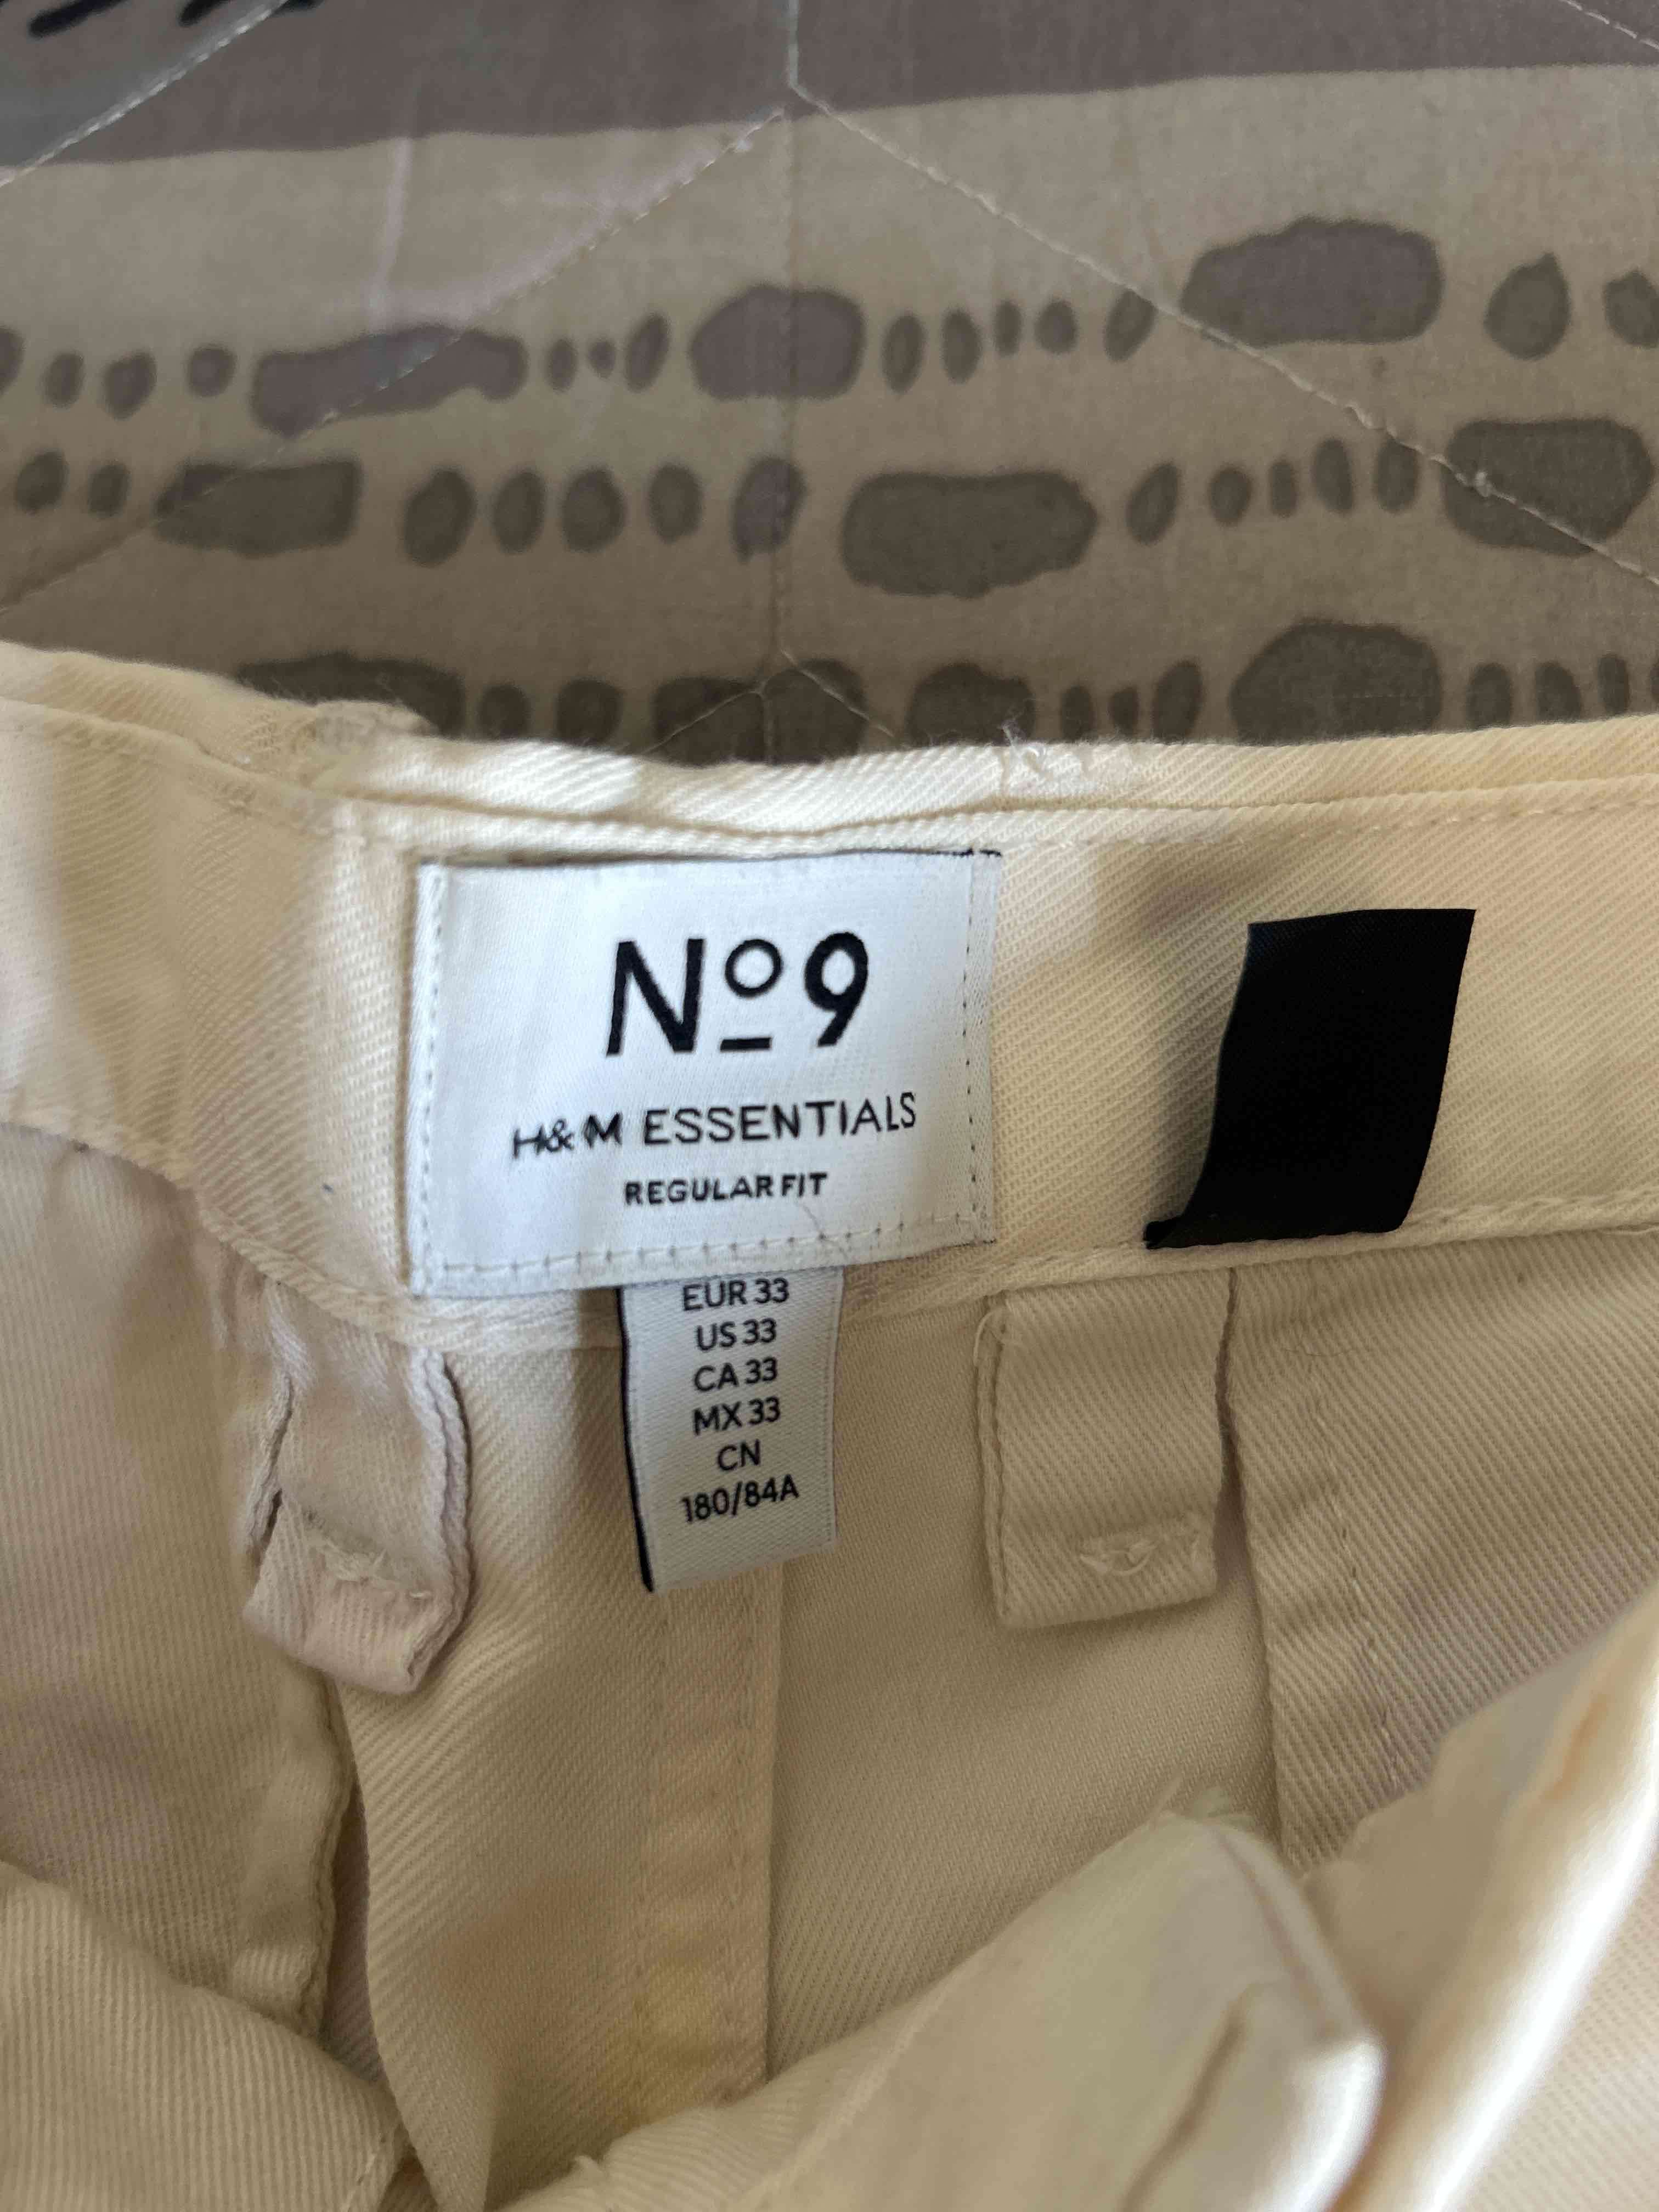 Nº9
H&M ESSENTIALS
REGULAR FIT
EUR 33
US 33
CA 33
MX 33
CN
180/84A